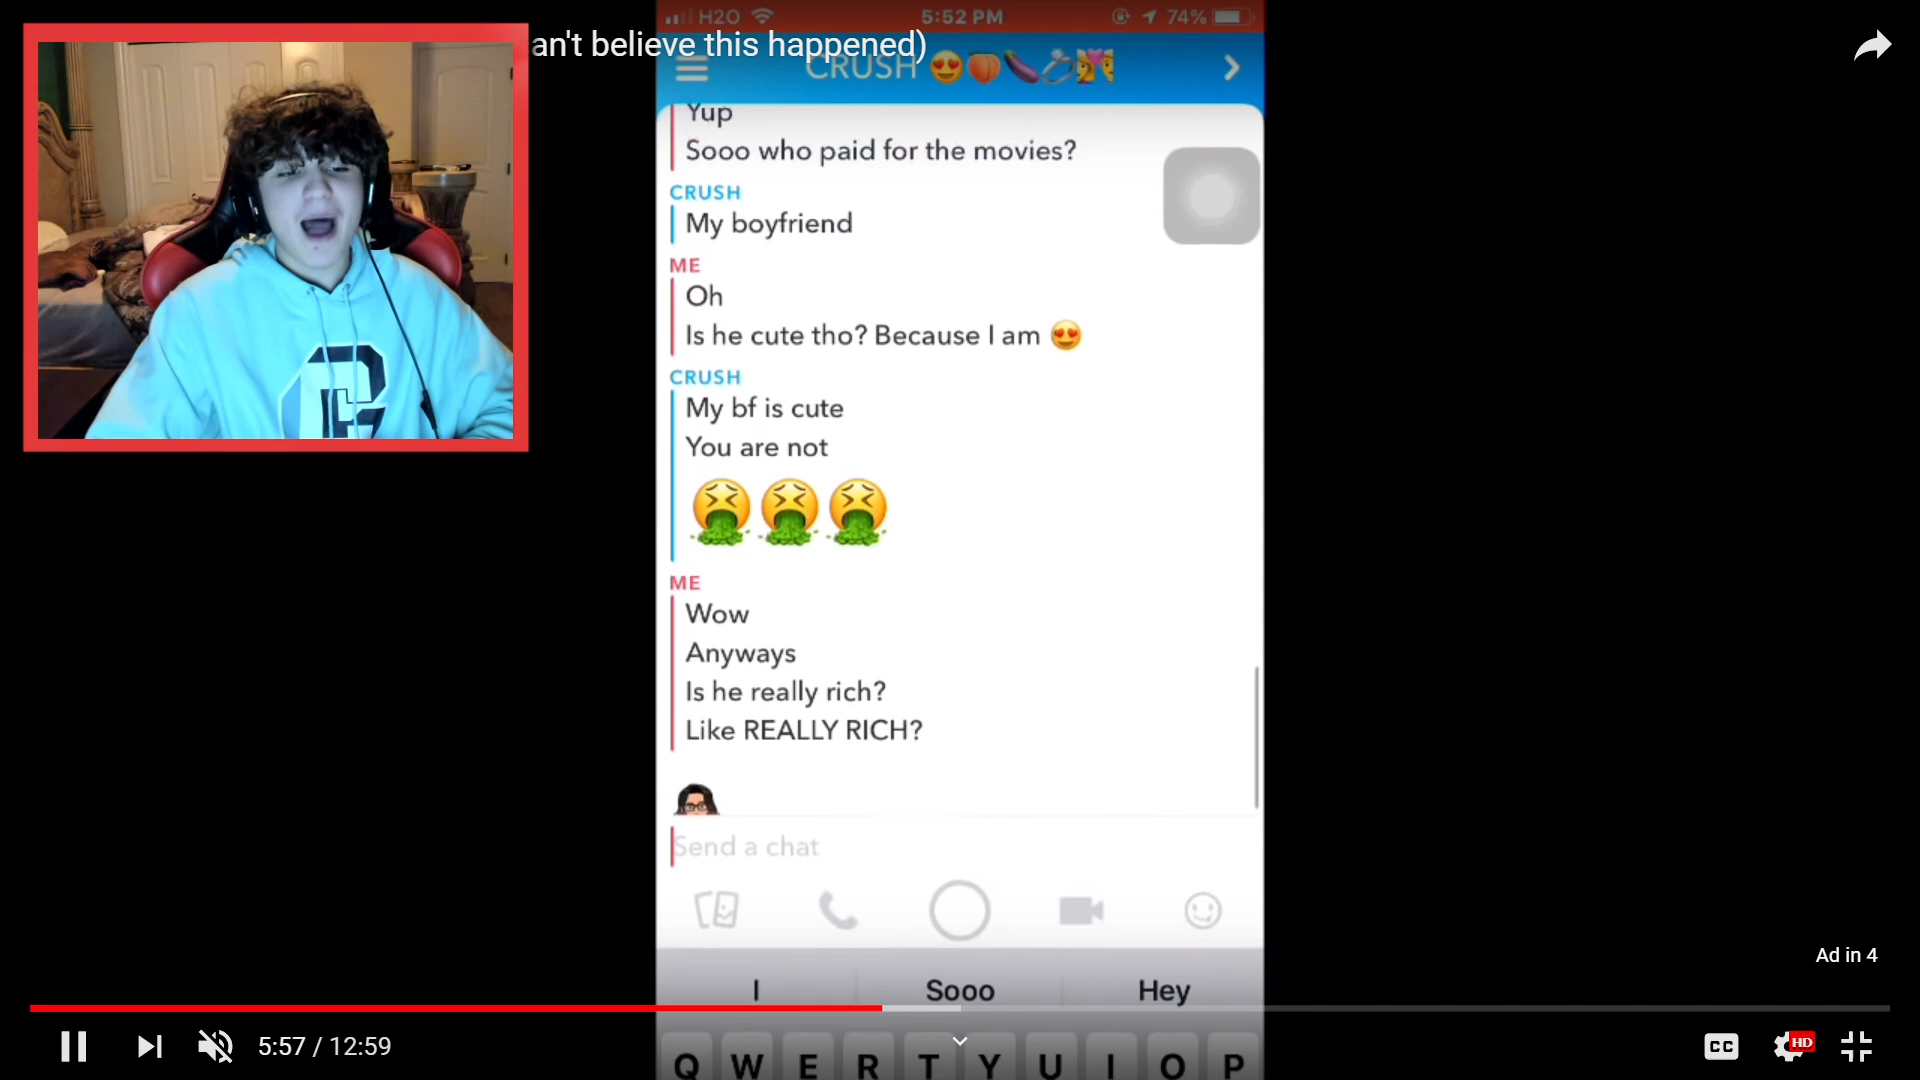 H2O
5:52 PM
74%
an't believe this happened)
CRUSH
Yup
Sooo who paid for the movies?
CRUSH
My boyfriend
ME
Oh
Is he cute tho? Because I am 😍
CRUSH
My bf is cute
You are not
🤮🤮🤮
ME
Wow
Anyways
Is he really rich?
Like REALLY RICH?
Send a chat
I Sooo Hey
Q W E R T Y U I O P
Ad in 4
5:57 / 12:59
CC
HD